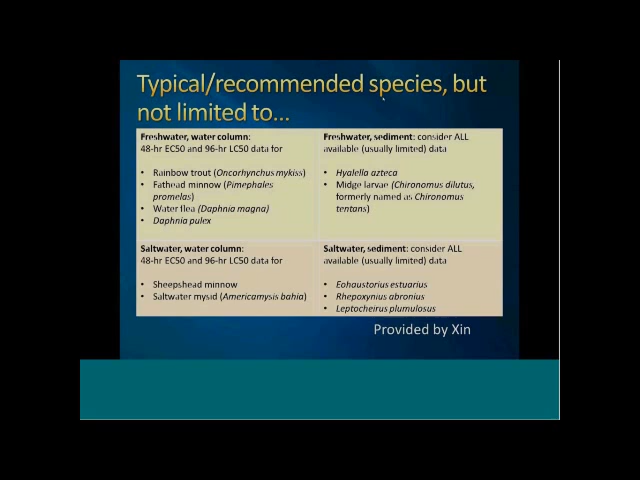 Typical/recommended species, but
not limited to...
Freshwater, water column:
48-hr EC50 and 96-hr LC50 data for
• Rainbow trout (Oncorhynchus mykiss)
• Fathead minnow (Pimephales
promelas)
• Water flea (Daphnia magna)
• Daphnia pulex
Freshwater, sediment: consider ALL
available (usually limited) data
• Hyalella azteca
• Midge larvae (Chironomus dilutus,
formerly named as Chironomus
tentans)
Saltwater, water column:
48-hr EC50 and 96-hr LC50 data for
• Sheepshead minnow
• Saltwater mysid (Americamysis bahia)
Saltwater, sediment: consider ALL
available (usually limited) data
• Eohaustorius estuarius
• Rhepoxynius abronius
• Leptocheirus plumulosus
Provided by Xin